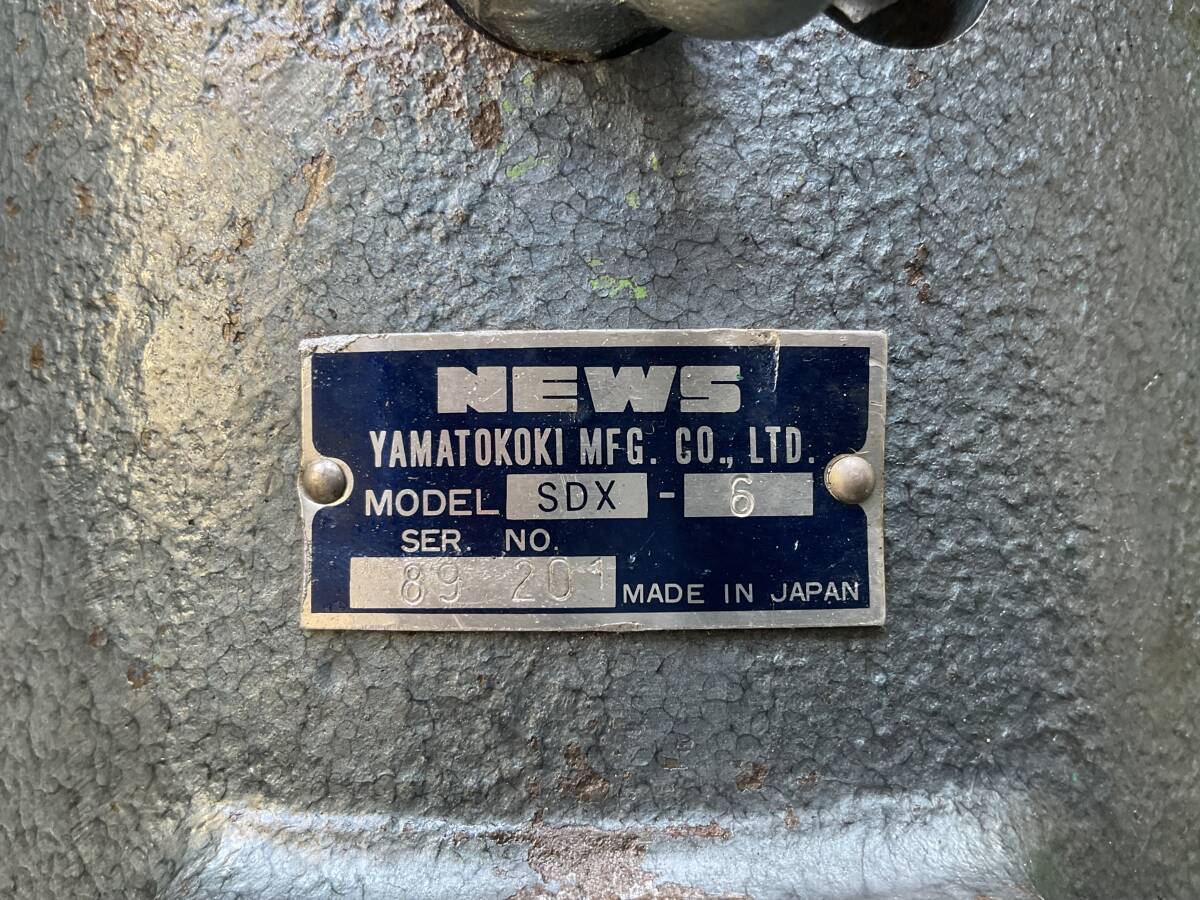 NEWS
YAMATOKOKI MFG. CO., LTD.
MODEL SDX - 6
SER. NO.
89 201 MADE IN JAPAN